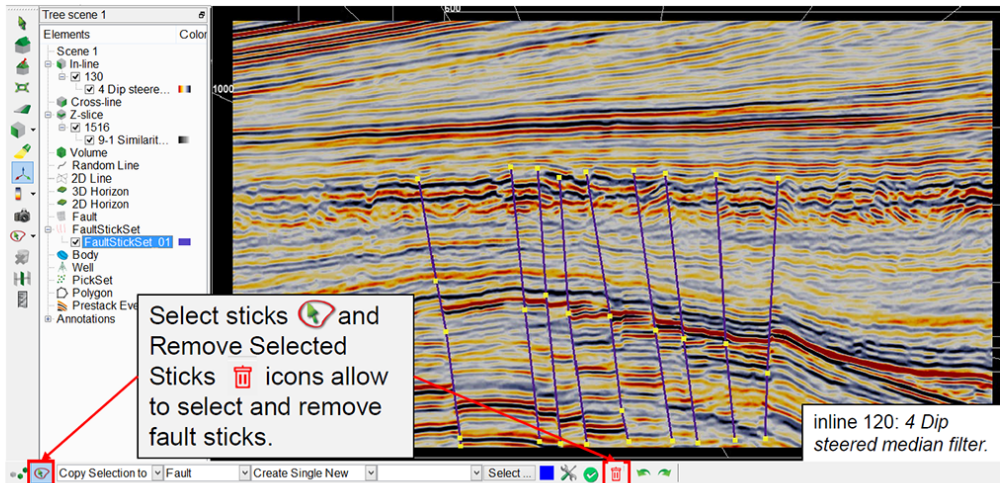 Tree scene 1
Elements
Color
Scene 1
In-line
130
4 Dip steere...
Cross-line
Z-slice
1516
9-1 Similarit...
Volume
Random Line
2D Line
3D Horizon
2D Horizon
Fault
FaultStickSet
FaultStickSet_01
Body
Well
PickSet
Polygon
Prestack Eve
Annotations
500
1000
Select sticks and
Remove Selected
Sticks icons allow
to select and remove
fault sticks.
inline 120: 4 Dip
steered median filter.
Copy Selection to Fault Create Single New Select ...